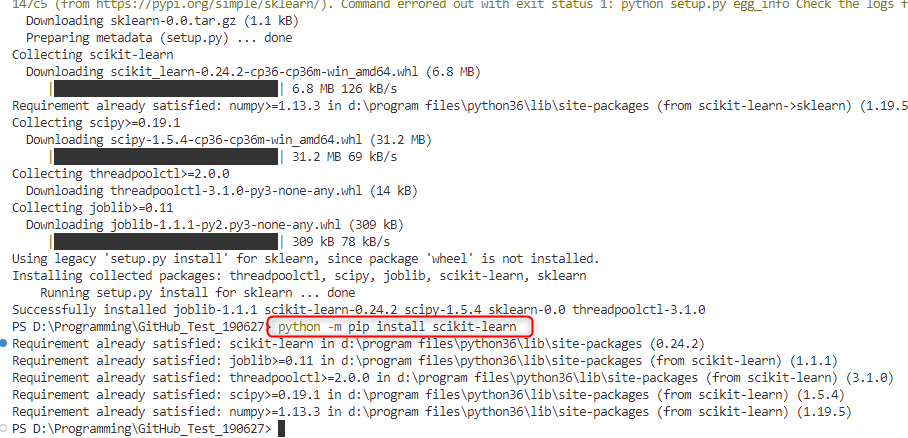 147c5 (from https://pypi.org/simple/sklearn/). Command errored out with exit status 1: python setup.py egg_info Check the logs f
Downloading sklearn-0.0.tar.gz (1.1 kB)
Preparing metadata (setup.py) ... done
Collecting scikit-learn
Downloading scikit_learn-0.24.2-cp36-cp36m-win_amd64.whl (6.8 MB)
| | 6.8 MB 126 kB/s
Requirement already satisfied: numpy>=1.13.3 in d:\program files\python36\lib\site-packages (from scikit-learn->sklearn) (1.19.5
Collecting scipy>=0.19.1
Downloading scipy-1.5.4-cp36-cp36m-win_amd64.whl (31.2 MB)
| | 31.2 MB 69 kB/s
Collecting threadpoolctl>=2.0.0
Downloading threadpoolctl-3.1.0-py3-none-any.whl (14 kB)
Collecting joblib>=0.11
Downloading joblib-1.1.1-py2.py3-none-any.whl (309 kB)
| | 309 kB 78 kB/s
Using legacy 'setup.py install' for sklearn, since package 'wheel' is not installed.
Installing collected packages: threadpoolctl, scipy, joblib, scikit-learn, sklearn
Running setup.py install for sklearn ... done
Successfully installed joblib-1.1.1 scikit-learn-0.24.2 scipy-1.5.4 sklearn-0.0 threadpoolctl-3.1.0
PS D:\Programming\GitHub_Test_190627> python -m pip install scikit-learn
Requirement already satisfied: scikit-learn in d:\program files\python36\lib\site-packages (0.24.2)
Requirement already satisfied: joblib>=0.11 in d:\program files\python36\lib\site-packages (from scikit-learn) (1.1.1)
Requirement already satisfied: threadpoolctl>=2.0.0 in d:\program files\python36\lib\site-packages (from scikit-learn) (3.1.0)
Requirement already satisfied: scipy>=0.19.1 in d:\program files\python36\lib\site-packages (from scikit-learn) (1.5.4)
Requirement already satisfied: numpy>=1.13.3 in d:\program files\python36\lib\site-packages (from scikit-learn) (1.19.5)
PS D:\Programming\GitHub_Test_190627>